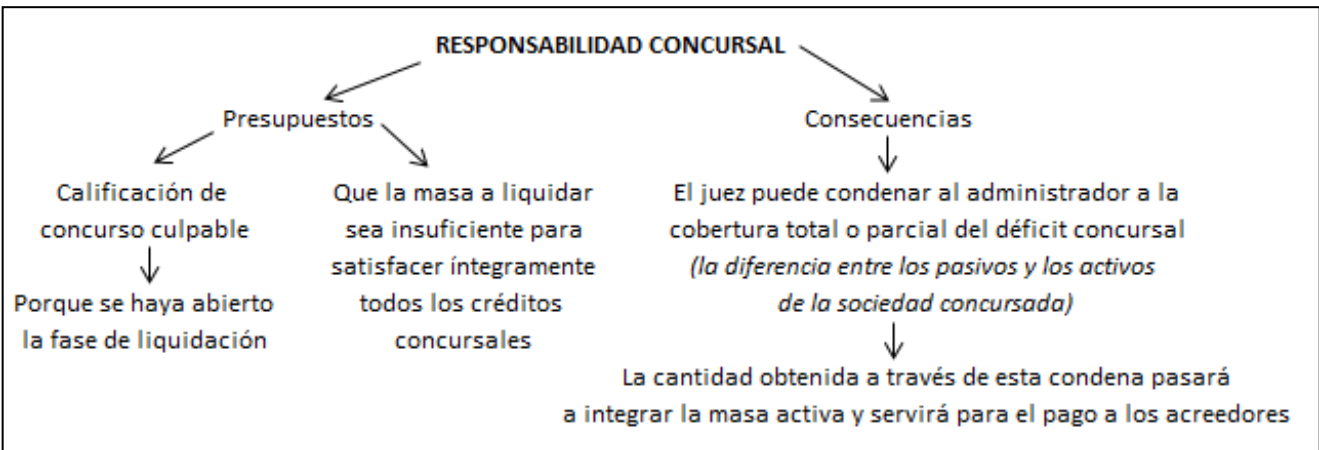 RESPONSABILIDAD CONCURSAL
Presupuestos
Calificación de
concurso culpable
Porque se haya abierto
la fase de liquidación
Que la masa a liquidar
sea insuficiente para
satisfacer íntegramente
todos los créditos
concursales
Consecuencias
El juez puede condenar al administrador a la
cobertura total o parcial del déficit concursal
(la diferencia entre los pasivos y los activos
de la sociedad concursada)
La cantidad obtenida a través de esta condena pasará
a integrar la masa activa y servirá para el pago a los acreedores